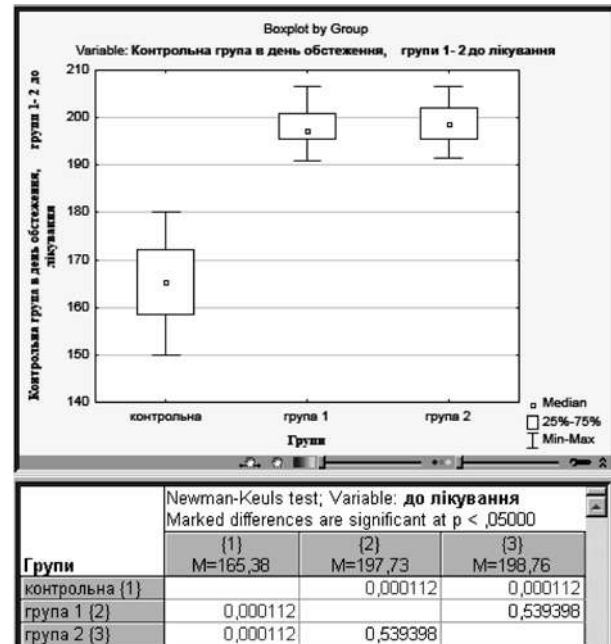 Boxplot by Group
Variable: Контрольна група в день обстеження, групи 1- 2 до лікування
Контрольна група в день обстеження, групи 1- 2 до
лікування
210
200
190
180
170
160
150
140
контрольна група 1 група 2
Групи
Median
25%-75%
Min-Max
Newman-Keuls test; Variable: до лікування
Marked differences are significant at p < ,05000
Групи {1} {2} {3}
M=165,38 M=197,73 M=198,76
контрольна {1} 0,000112 0,000112
група 1 {2} 0,000112 0,539398
група 2 {3} 0,000112 0,539398